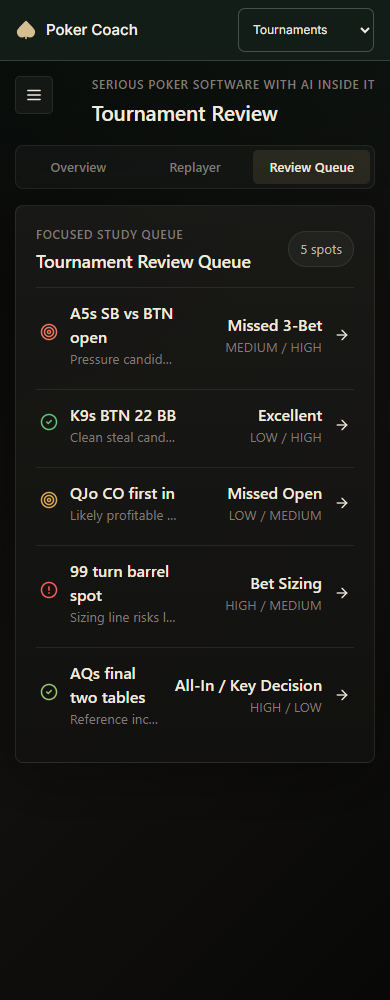 Poker Coach
Tournaments
SERIOUS POKER SOFTWARE WITH AI INSIDE IT
Tournament Review
Overview
Replayer
Review Queue
FOCUSED STUDY QUEUE
Tournament Review Queue
5 spots
A5s SB vs BTN
open
Pressure candid...
Missed 3-Bet
MEDIUM / HIGH
K9s BTN 22 BB
Clean steal cand...
Excellent
LOW / HIGH
QJo CO first in
Likely profitable ...
Missed Open
LOW / MEDIUM
99 turn barrel
spot
Sizing line risks l...
Bet Sizing
HIGH / MEDIUM
AQs final
two tables
Reference inc...
All-In / Key Decision
HIGH / LOW